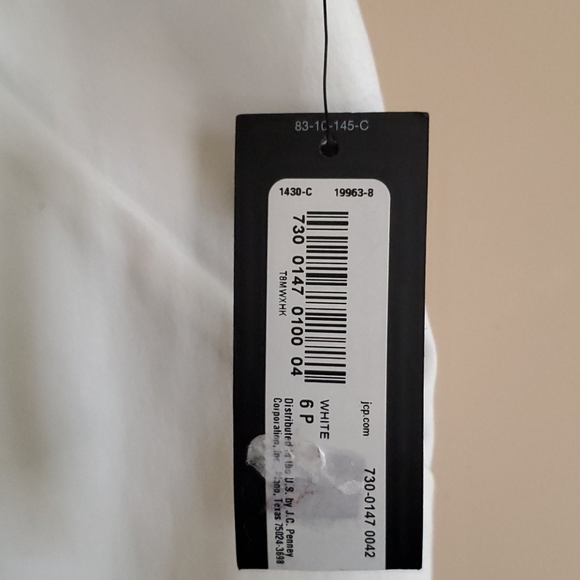 83-10-145-C
1430-C 19963-8
730 0147 0100 04
T8MWXHK
jcp.com 730-0147 0042
WHITE
6 P
Distributed in the U.S. by J.C. Penney
Corporation, Inc. Plano, Texas 75024-3698